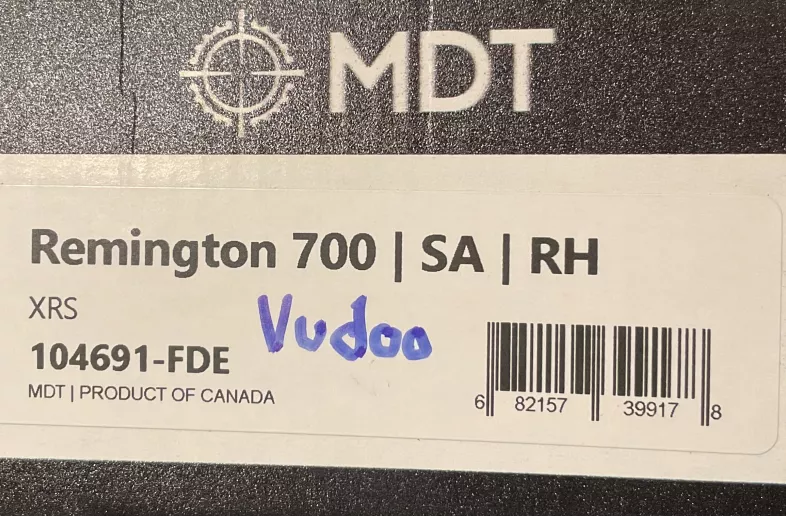 MDT
Remington 700 | SA | RH
XRS
Vudoo
104691-FDE
MDT | PRODUCT OF CANADA
6 82157 39917 8